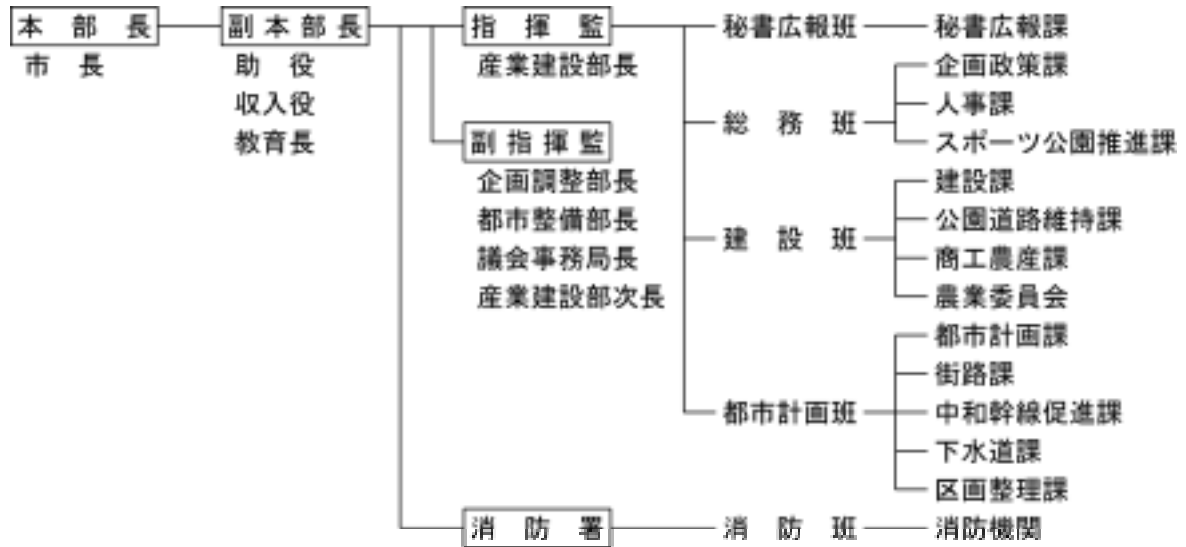 本部長
市長
副本部長
助役
収入役
教育長
指揮監
産業建設部長
副指揮監
企画調整部長
都市整備部長
議会事務局長
産業建設部次長
消防署
秘書広報班
秘書広報課
総務班
企画政策課
人事課
スポーツ公園推進課
建設班
建設課
公園道路維持課
商工農産課
農業委員会
都市計画班
都市計画課
街路課
中和幹線促進課
下水道課
区画整理課
消防班
消防機関